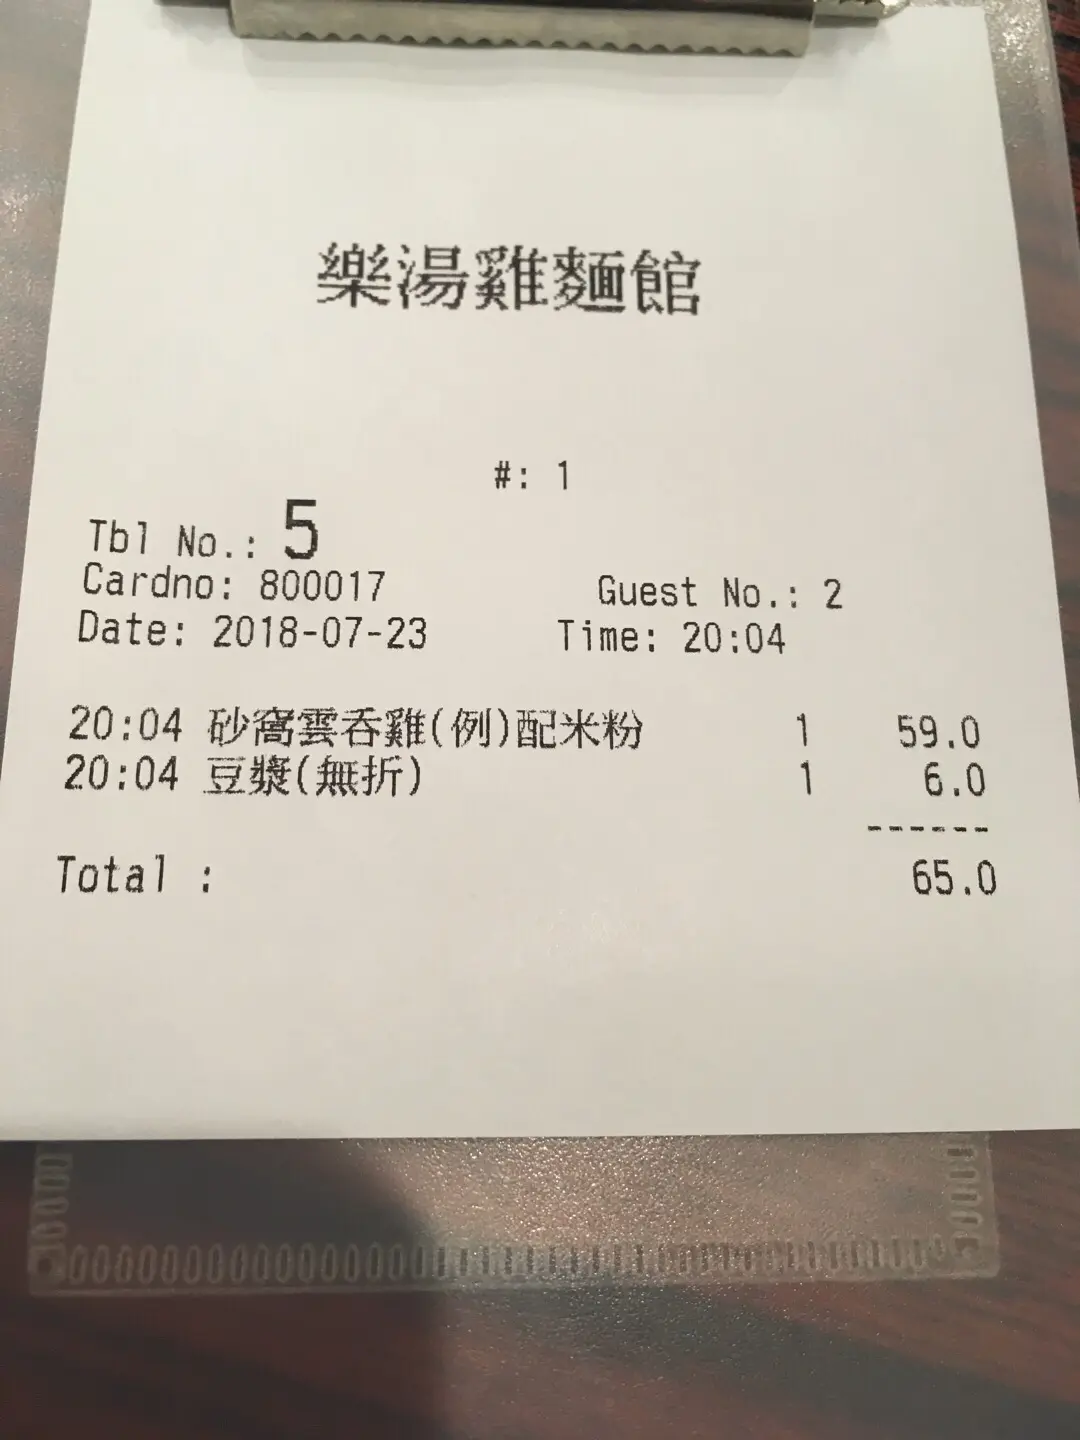 樂湯雞麵館
#: 1
Tbl No.: 5
Cardno: 800017 Guest No.: 2
Date: 2018-07-23 Time: 20:04
20:04 砂窩雲吞雞(例)配米粉 1 59.0
20:04 豆漿(無折) 1 6.0
------
Total : 65.0